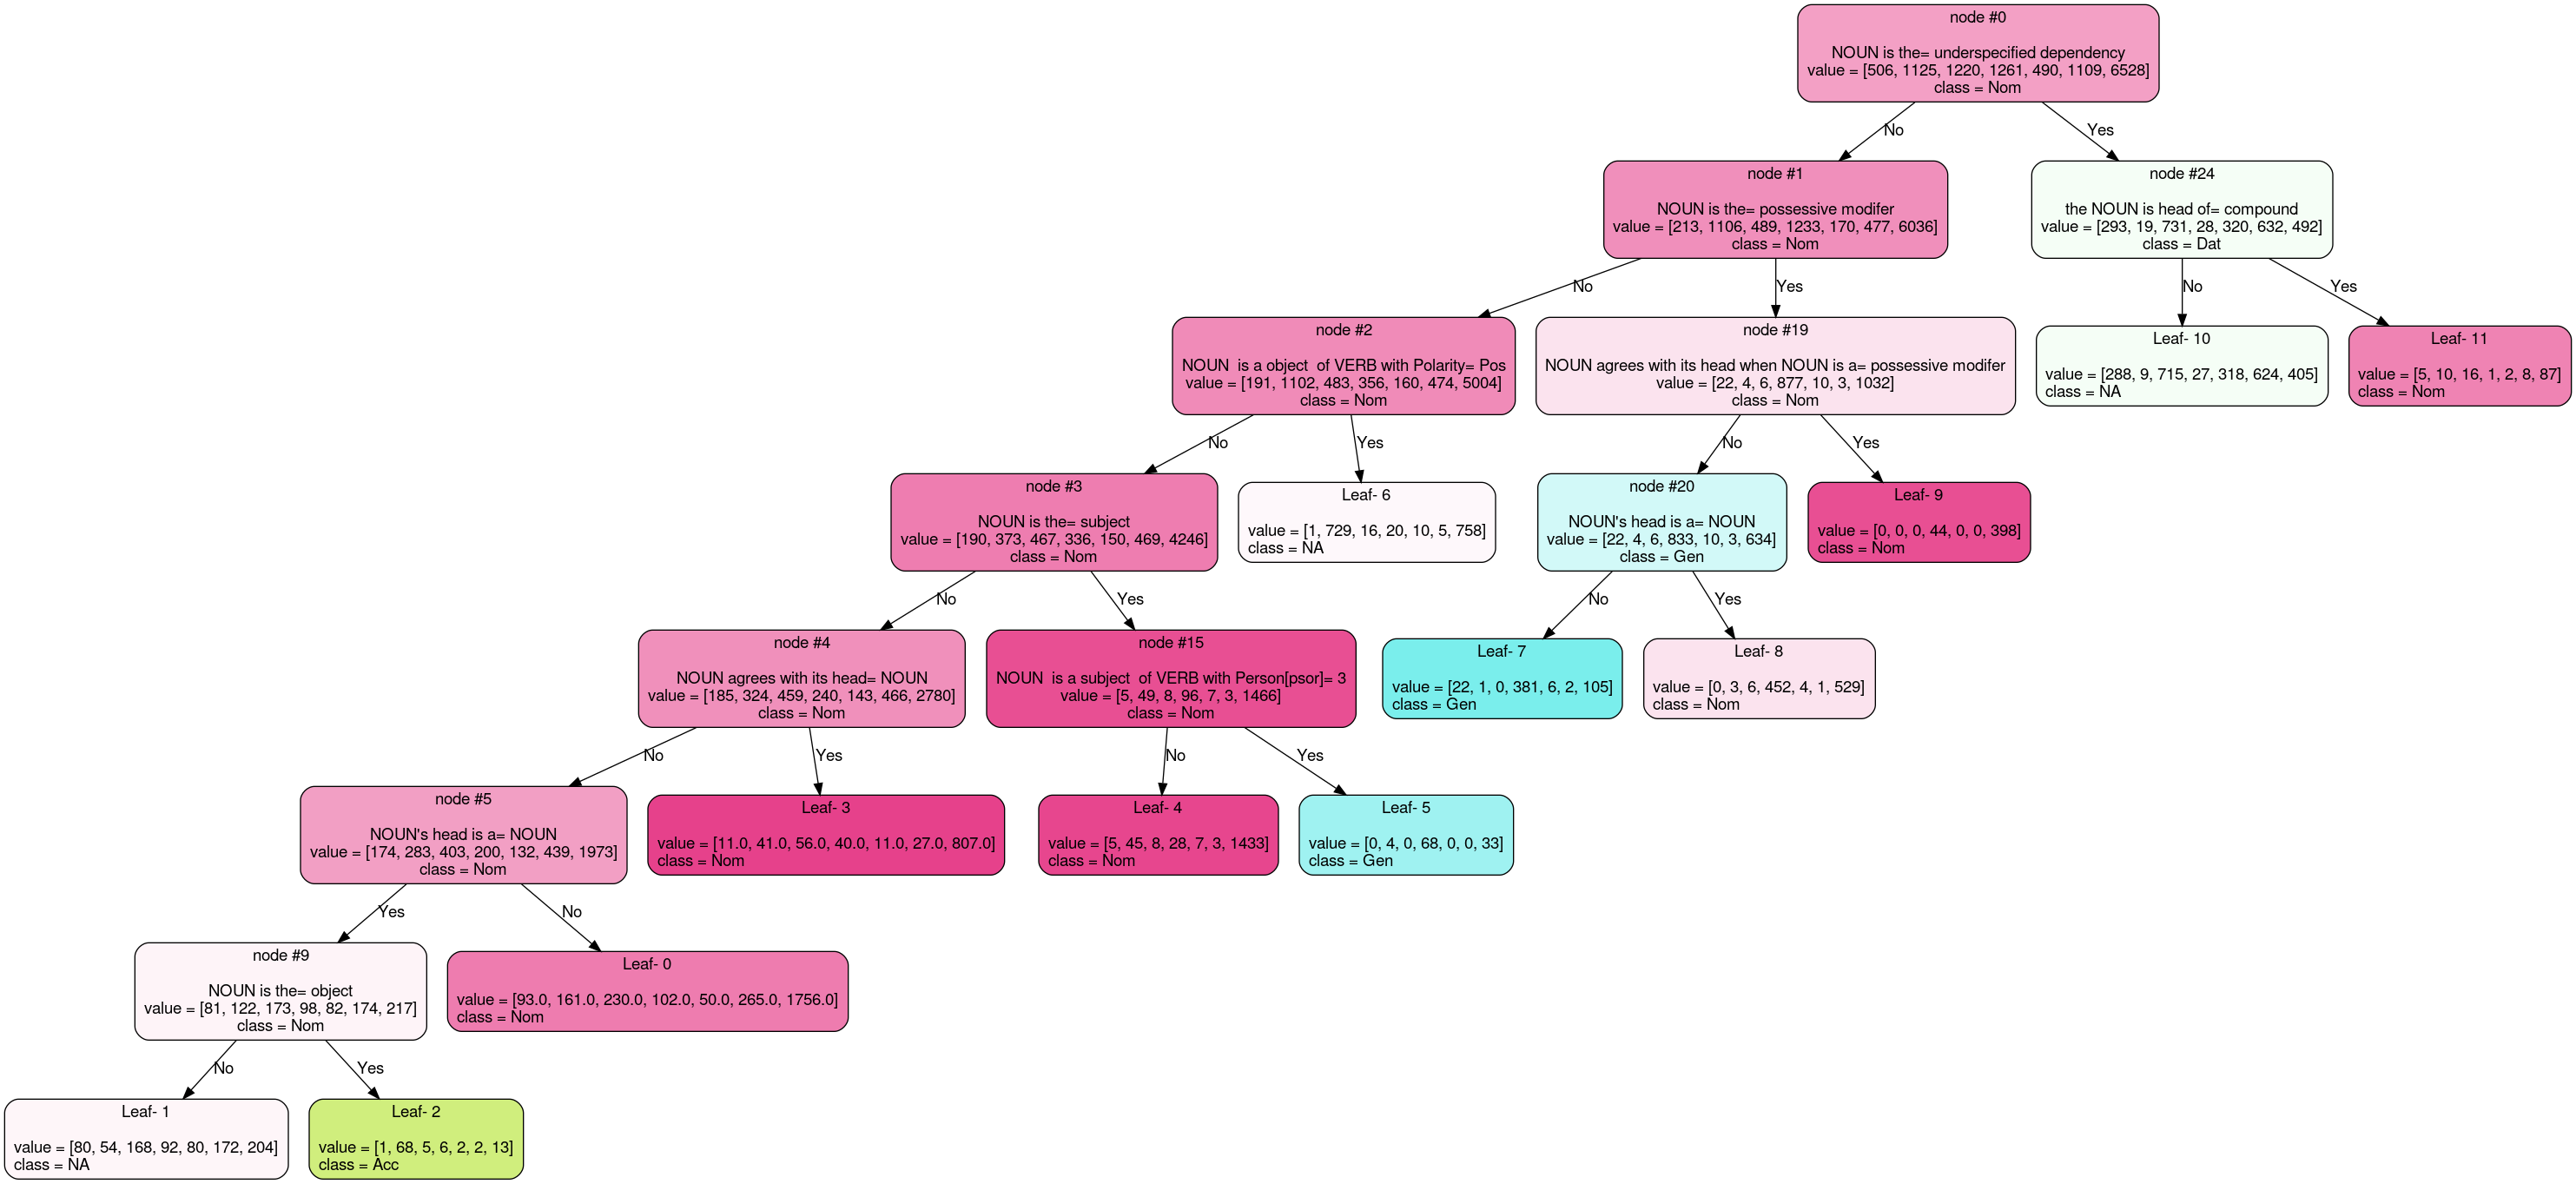 node #0
NOUN is the= underspecified dependency
value = [506, 1125, 1220, 1261, 490, 1109, 6528]
class = Nom
No
Yes
node #1
NOUN is the= possessive modifer
value = [213, 1106, 489, 1233, 170, 477, 6036]
class = Nom
node #24
the NOUN is head of= compound
value = [293, 19, 731, 28, 320, 632, 492]
class = Dat
No
Yes
No
Yes
node #2
NOUN  is a object  of VERB with Polarity= Pos
value = [191, 1102, 483, 356, 160, 474, 5004]
class = Nom
node #19
NOUN agrees with its head when NOUN is a= possessive modifer
value = [22, 4, 6, 877, 10, 3, 1032]
class = Nom
Leaf- 10
value = [288, 9, 715, 27, 318, 624, 405]
class = NA
Leaf- 11
value = [5, 10, 16, 1, 2, 8, 87]
class = Nom
No
Yes
No
Yes
node #3
NOUN is the= subject
value = [190, 373, 467, 336, 150, 469, 4246]
class = Nom
Leaf- 6
value = [1, 729, 16, 20, 10, 5, 758]
class = NA
node #20
NOUN's head is a= NOUN
value = [22, 4, 6, 833, 10, 3, 634]
class = Gen
Leaf- 9
value = [0, 0, 0, 44, 0, 0, 398]
class = Nom
No
Yes
No
Yes
node #4
NOUN agrees with its head= NOUN
value = [185, 324, 459, 240, 143, 466, 2780]
class = Nom
node #15
NOUN  is a subject  of VERB with Person[psor]= 3
value = [5, 49, 8, 96, 7, 3, 1466]
class = Nom
Leaf- 7
value = [22, 1, 0, 381, 6, 2, 105]
class = Gen
Leaf- 8
value = [0, 3, 6, 452, 4, 1, 529]
class = Nom
No
Yes
No
Yes
node #5
NOUN's head is a= NOUN
value = [174, 283, 403, 200, 132, 439, 1973]
class = Nom
Leaf- 3
value = [11.0, 41.0, 56.0, 40.0, 11.0, 27.0, 807.0]
class = Nom
Leaf- 4
value = [5, 45, 8, 28, 7, 3, 1433]
class = Nom
Leaf- 5
value = [0, 4, 0, 68, 0, 0, 33]
class = Gen
Yes
No
node #9
NOUN is the= object
value = [81, 122, 173, 98, 82, 174, 217]
class = Nom
Leaf- 0
value = [93.0, 161.0, 230.0, 102.0, 50.0, 265.0, 1756.0]
class = Nom
No
Yes
Leaf- 1
value = [80, 54, 168, 92, 80, 172, 204]
class = NA
Leaf- 2
value = [1, 68, 5, 6, 2, 2, 13]
class = Acc